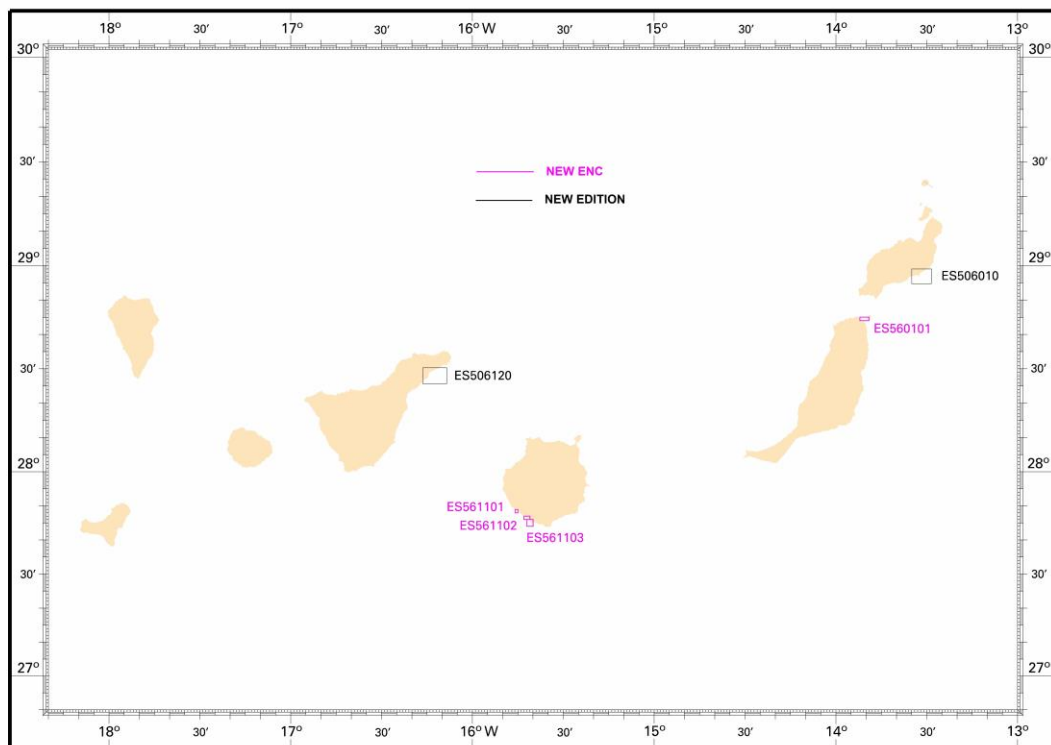 18° 30' 17° 30' 16° W 30' 15° 30' 14° 30' 13°
30° 30°
30' 30'
NEW ENC
NEW EDITION
29° 29°
ES506010
ES560101
30' 30'
ES506120
28° 28°
ES561101
ES561102
ES561103
30' 30'
27° 27°
18° 30' 17° 30' 16° W 30' 15° 30' 14° 30' 13°